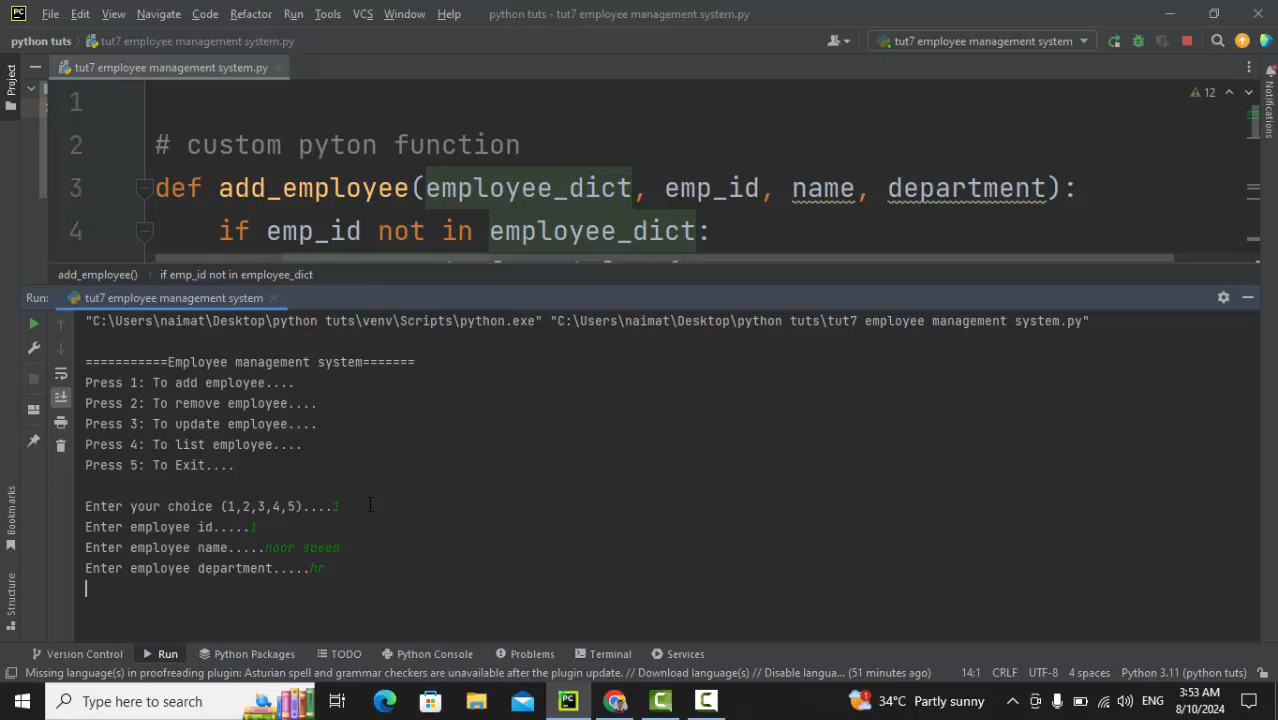 File Edit View Navigate Code Refactor Run Tools VCS Window Help python tuts - tut7 employee management system.py
python tuts tut7 employee management system.py tut7 employee management system
Project
tut7 employee management system.py
Notifications
12
1
2 # custom pyton function
3 def add_employee(employee_dict, emp_id, name, department):
4 if emp_id not in employee_dict:
add_employee() if emp_id not in employee_dict
Run: tut7 employee management system
"C:\Users\naimat\Desktop\python tuts\venv\Scripts\python.exe" "C:\Users\naimat\Desktop\python tuts\tut7 employee management system.py"
===========Employee management system=======
Press 1: To add employee....
Press 2: To remove employee....
Press 3: To update employee....
Press 4: To list employee....
Press 5: To Exit....
Enter your choice (1,2,3,4,5)....1
Enter employee id.....1
Enter employee name.....noor saeed
Enter employee department.....hr
Bookmarks
Structure
Version Control Run Python Packages TODO Python Console Problems Terminal Services
Missing language(s) in proofreading plugin: Asturian spell and grammar checkers are unavailable after the plugin update. // Download language(s) // Disable langua... (51 minutes ago) 14:1 CRLF UTF-8 4 spaces Python 3.11 (python tuts)
Type here to search 34°C Partly sunny ENG 3:53 AM
8/10/2024